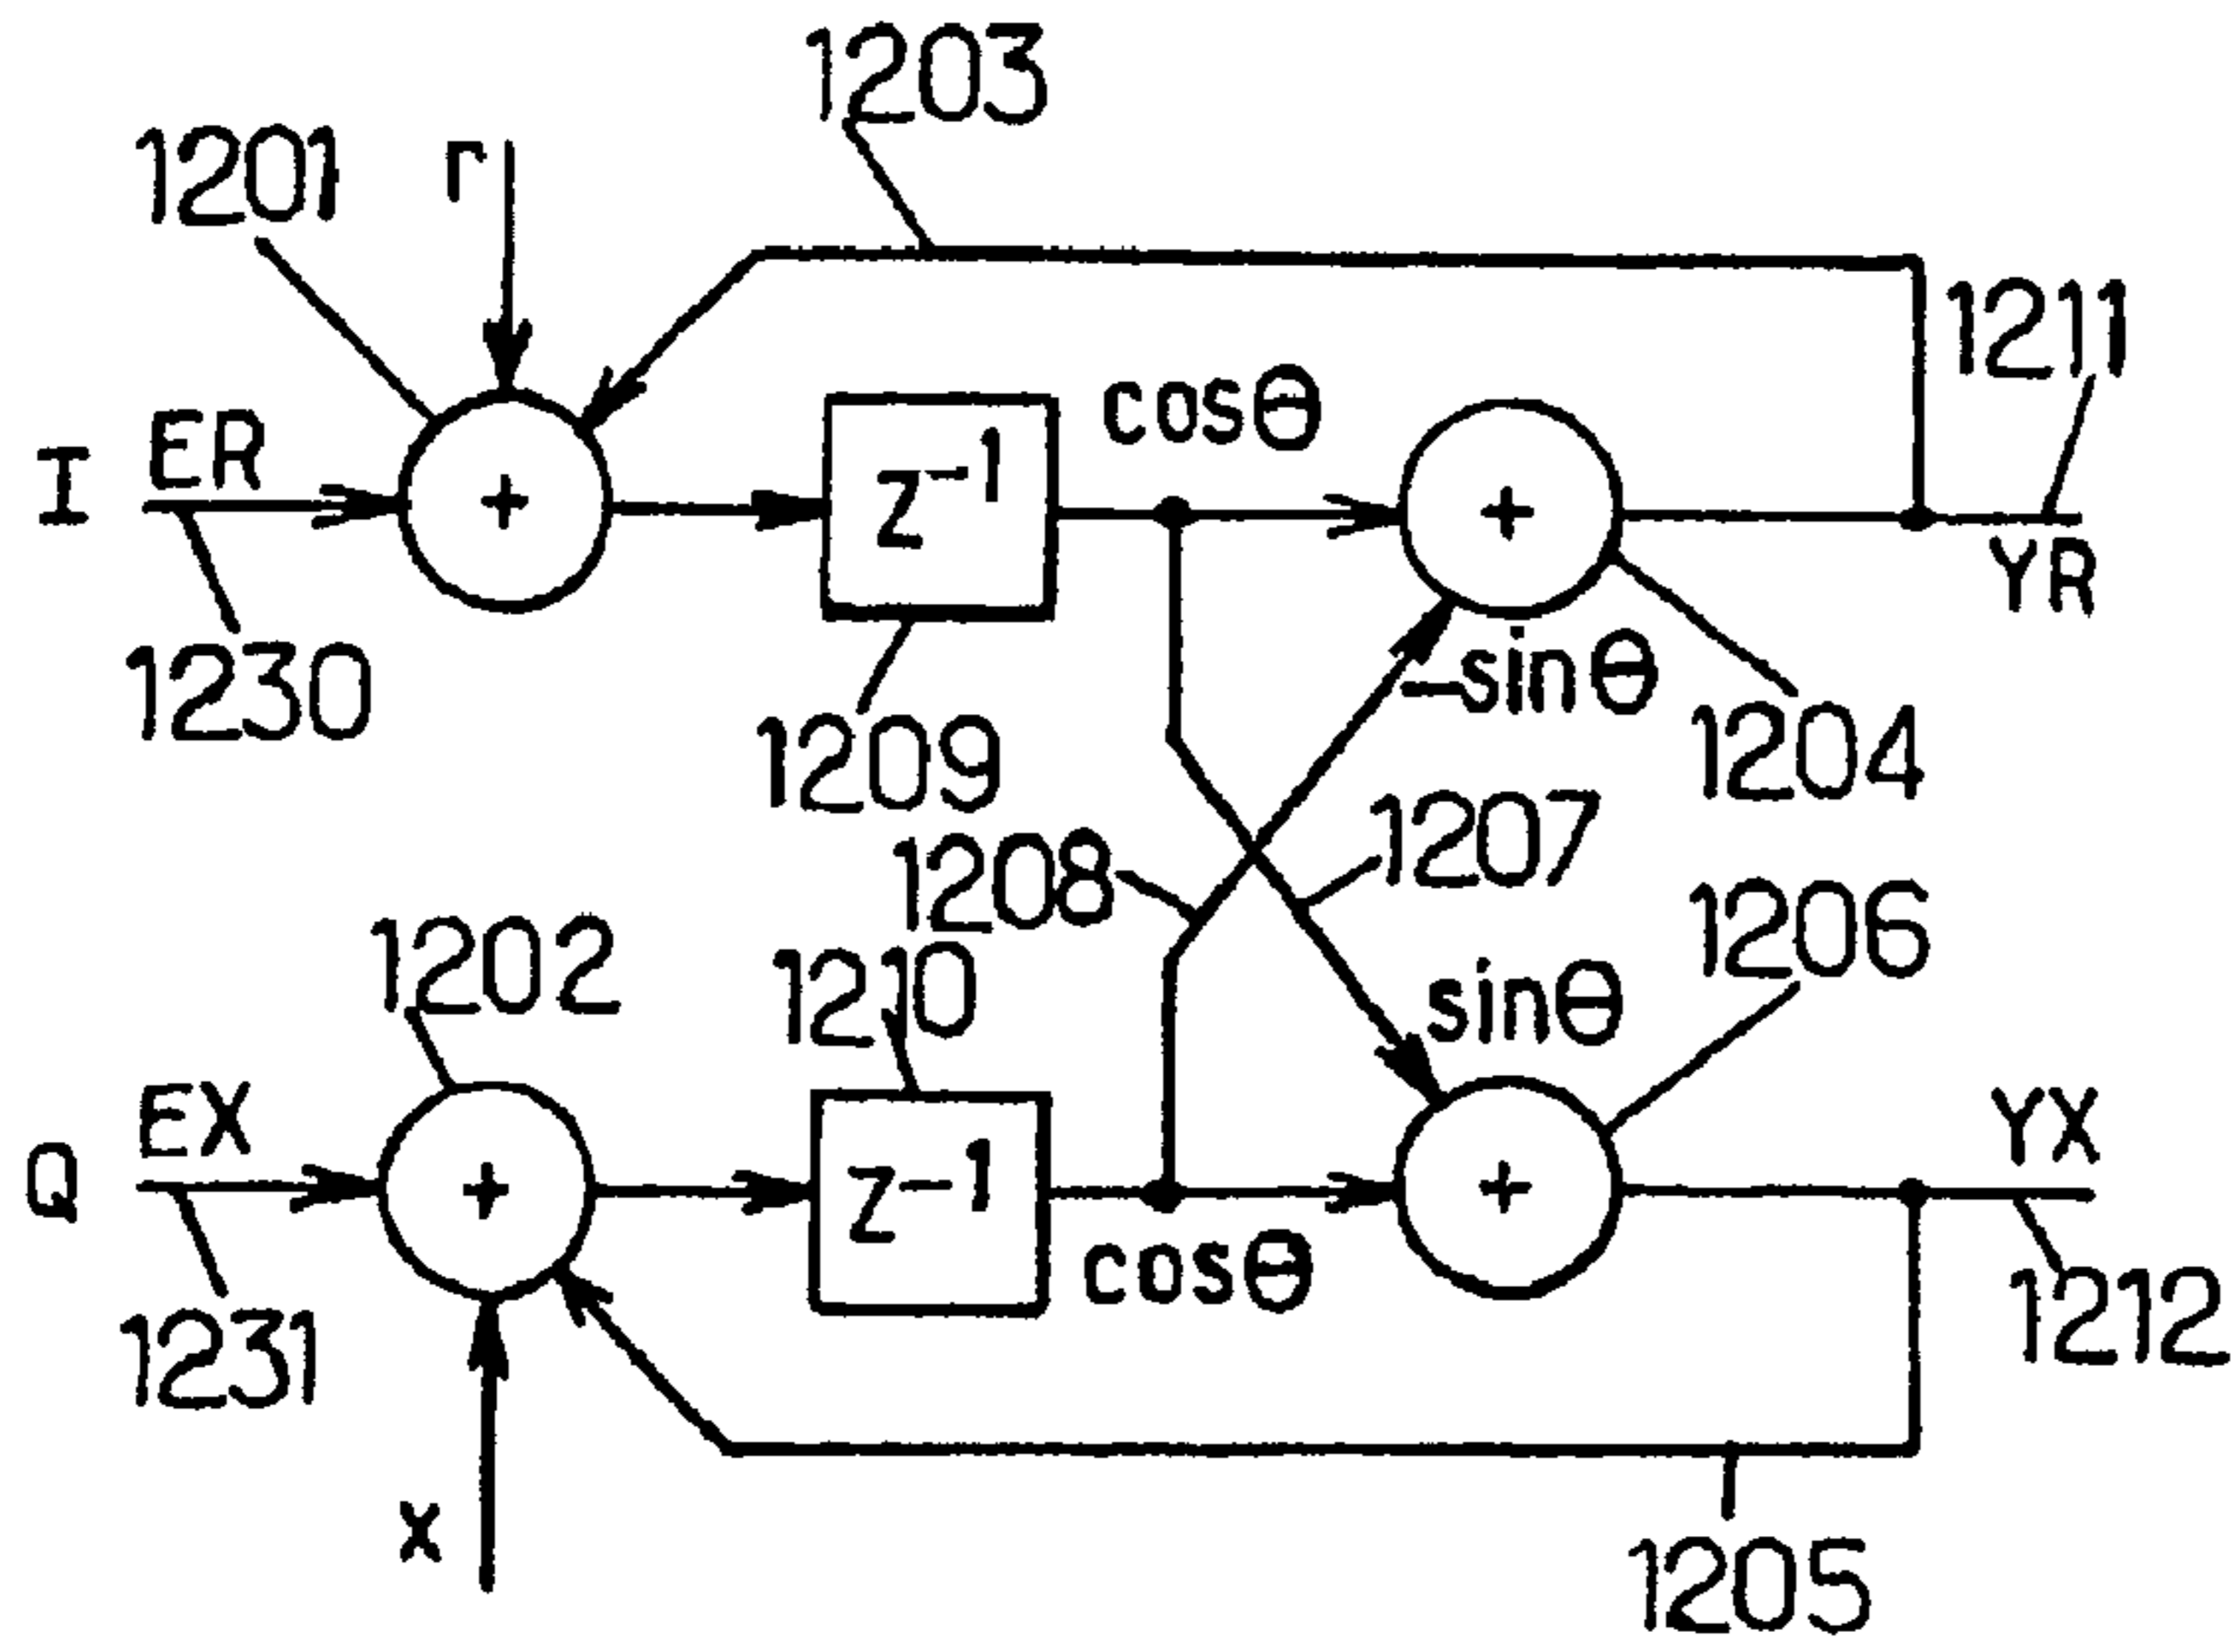 1203
1201
r
1211
cosθ
ER
I
+
z⁻¹
+
YR
1230
-sinθ
1204
1209
1207
1208
1206
1202
1210
sinθ
EX
YX
Q
+
z⁻¹
+
cosθ
1212
1231
x
1205